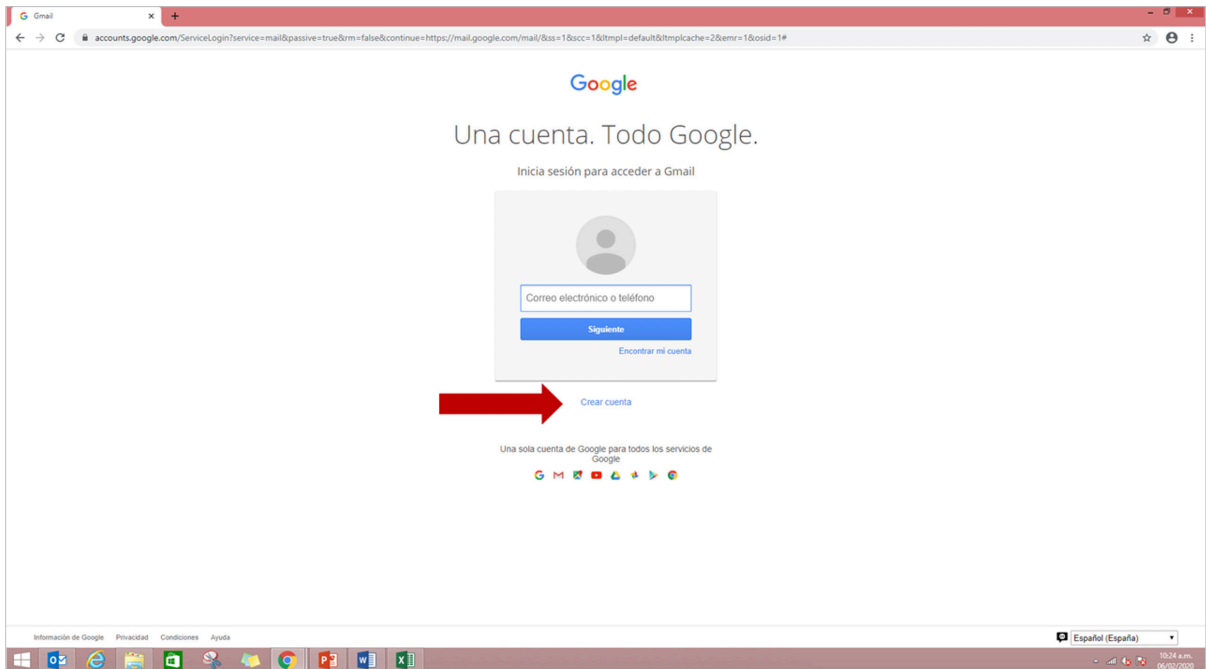 Gmail
accounts.google.com/ServiceLogin?service=mail&passive=true&rm=false&continue=https://mail.google.com/mail/&ss=1&scc=1&ltmpl=default&ltmplcache=2&emr=1&osid=1#
Google
Una cuenta. Todo Google.
Inicia sesión para acceder a Gmail
Correo electrónico o teléfono
Siguiente
Encontrar mi cuenta
Crear cuenta
Una sola cuenta de Google para todos los servicios de
Google
Información de Google Privacidad Condiciones Ayuda
Español (España)
10:24 a.m.
06/02/2020